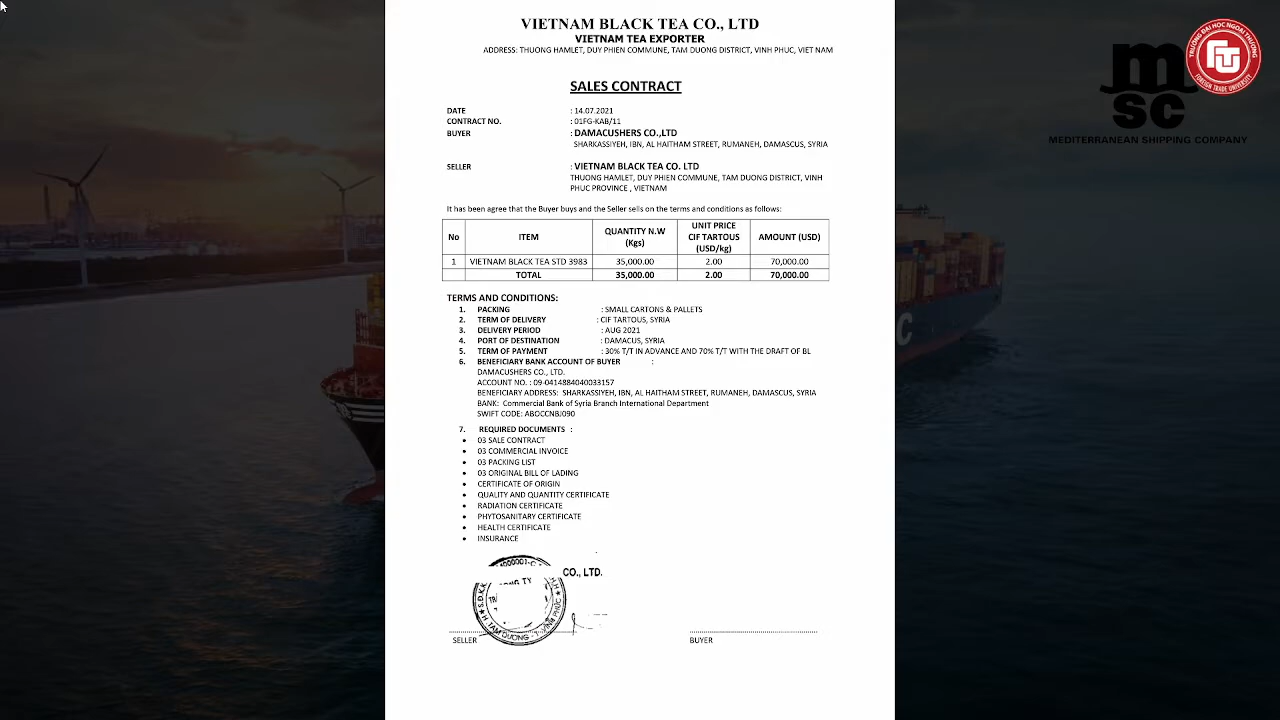 VIETNAM BLACK TEA CO., LTD
VIETNAM TEA EXPORTER
ADDRESS: THUONG HAMLET, DUY PHIEN COMMUNE, TAM DUONG DISTRICT, VINH PHUC, VIET NAM
SALES CONTRACT
DATE : 14.07.2021
CONTRACT NO. : 01FG-KAB/11
BUYER : DAMACUSHERS CO.,LTD
SHARKASSIYEH, IBN, AL HAITHAM STREET, RUMANEH, DAMASCUS, SYRIA
SELLER : VIETNAM BLACK TEA CO. LTD
THUONG HAMLET, DUY PHIEN COMMUNE, TAM DUONG DISTRICT, VINH
PHUC PROVINCE , VIETNAM
It has been agree that the Buyer buys and the Seller sells on the terms and conditions as follows:
No ITEM QUANTITY N.W (Kgs) UNIT PRICE CIF TARTOUS (USD/kg) AMOUNT (USD)
1 VIETNAM BLACK TEA STD 3983 35,000.00 2.00 70,000.00
TOTAL 35,000.00 2.00 70,000.00
TERMS AND CONDITIONS:
1. PACKING : SMALL CARTONS & PALLETS
2. TERM OF DELIVERY : CIF TARTOUS, SYRIA
3. DELIVERY PERIOD : AUG 2021
4. PORT OF DESTINATION : DAMACUS, SYRIA
5. TERM OF PAYMENT : 30% T/T IN ADVANCE AND 70% T/T WITH THE DRAFT OF BL
6. BENEFICIARY BANK ACCOUNT OF BUYER :
DAMACUSHERS CO., LTD.
ACCOUNT NO. : 09-0414884040033157
BENEFICIARY ADDRESS: SHARKASSIYEH, IBN, AL HAITHAM STREET, RUMANEH, DAMASCUS, SYRIA
BANK: Commercial Bank of Syria Branch International Department
SWIFT CODE: ABOCCNBJ090
7. REQUIRED DOCUMENTS :
• 03 SALE CONTRACT
• 03 COMMERCIAL INVOICE
• 03 PACKING LIST
• 03 ORIGINAL BILL OF LADING
• CERTIFICATE OF ORIGIN
• QUALITY AND QUANTITY CERTIFICATE
• RADIATION CERTIFICATE
• PHYTOSANITARY CERTIFICATE
• HEALTH CERTIFICATE
• INSURANCE
CO., LTD.
TAM DUONG
SELLER
BUYER
msc
MEDITERRANEAN SHIPPING COMPANY
TRƯỜNG ĐẠI HỌC NGOẠI THƯƠNG
FOREIGN TRADE UNIVERSITY